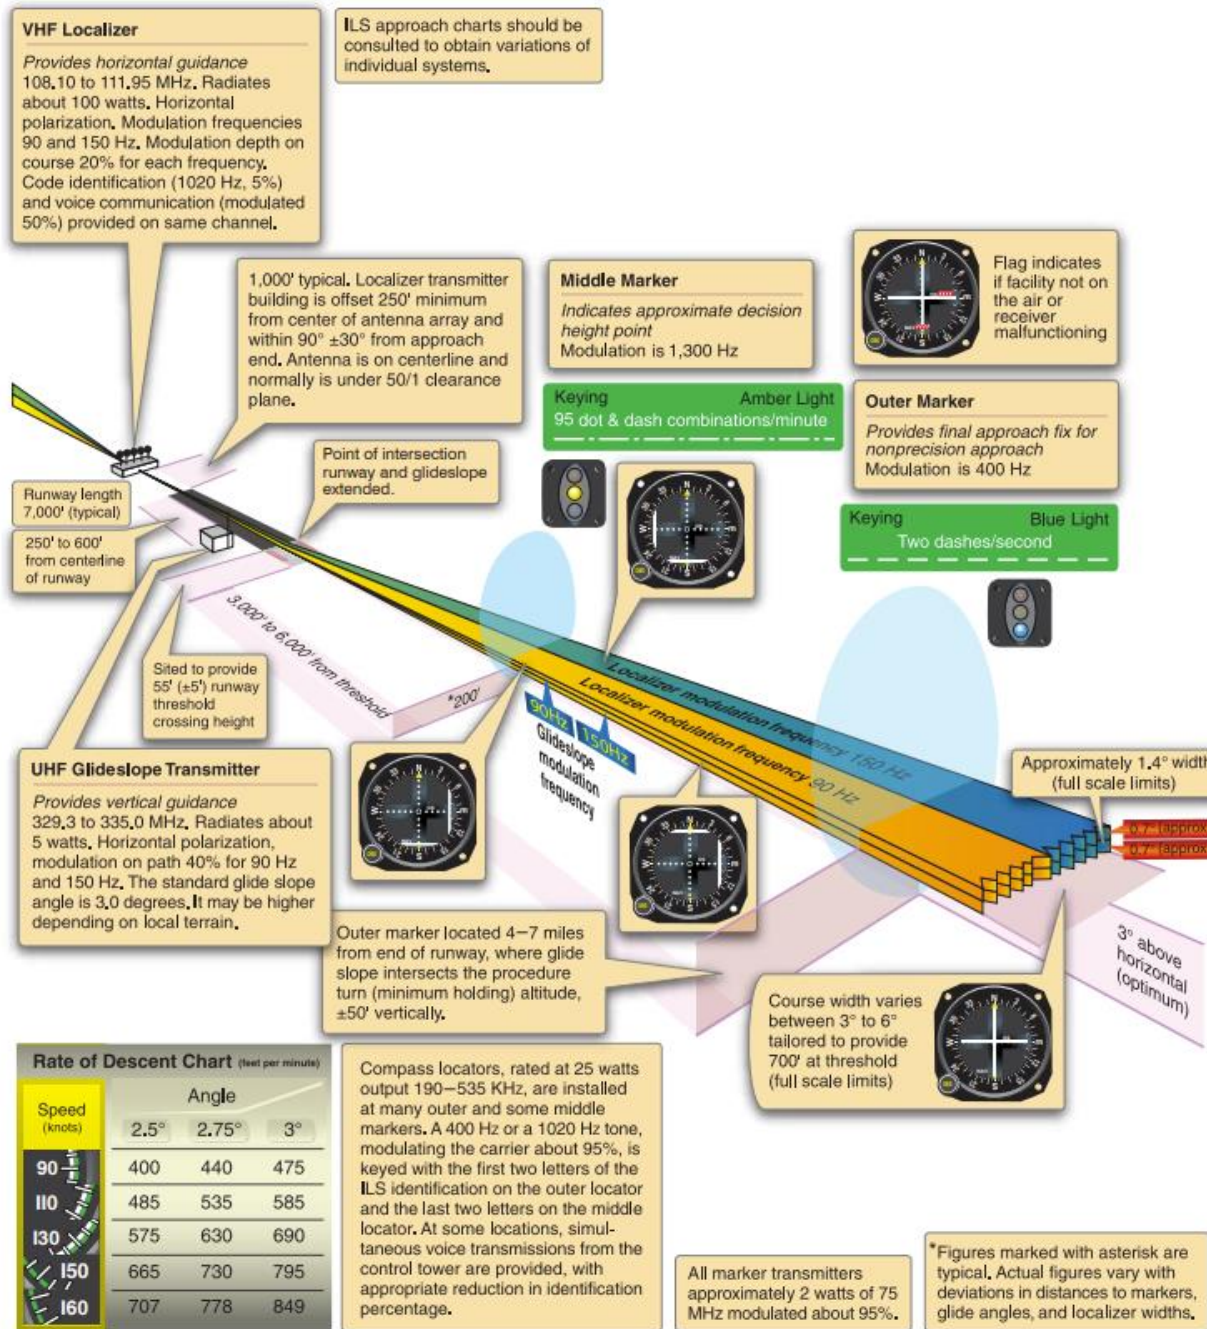 VHF Localizer
Provides horizontal guidance
108.10 to 111.95 MHz. Radiates
about 100 watts. Horizontal
polarization. Modulation frequencies
90 and 150 Hz. Modulation depth on
course 20% for each frequency.
Code identification (1020 Hz, 5%)
and voice communication (modulated
50%) provided on same channel.
ILS approach charts should be
consulted to obtain variations of
individual systems.
1,000' typical. Localizer transmitter
building is offset 250' minimum
from center of antenna array and
within 90° ±30° from approach
end. Antenna is on centerline and
normally is under 50/1 clearance
plane.
Middle Marker
Indicates approximate decision
height point
Modulation is 1,300 Hz
Keying Amber Light
95 dot & dash combinations/minute
Flag indicates
if facility not on
the air or
receiver
malfunctioning
Outer Marker
Provides final approach fix for
nonprecision approach
Modulation is 400 Hz
Keying Blue Light
Two dashes/second
Point of intersection
runway and glideslope
extended.
Runway length
7,000' (typical)
250' to 600'
from centerline
of runway
3,000' to 6,000' from threshold
*200'
Sited to provide
55' (±5') runway
threshold
crossing height
90Hz
150Hz
Glideslope
modulation
frequency
Localizer modulation frequency 150 Hz
Localizer modulation frequency 90 Hz
Approximately 1.4° width
(full scale limits)
0.7° (approx
0.7° (approx
UHF Glideslope Transmitter
Provides vertical guidance
329.3 to 335.0 MHz. Radiates about
5 watts. Horizontal polarization,
modulation on path 40% for 90 Hz
and 150 Hz. The standard glide slope
angle is 3.0 degrees. It may be higher
depending on local terrain.
Outer marker located 4–7 miles
from end of runway, where glide
slope intersects the procedure
turn (minimum holding) altitude,
±50' vertically.
3° above
horizontal
(optimum)
Course width varies
between 3° to 6°
tailored to provide
700' at threshold
(full scale limits)
Rate of Descent Chart (feet per minute)
Speed
(knots)
Angle
2.5° 2.75° 3°
90 400 440 475
110 485 535 585
130 575 630 690
150 665 730 795
160 707 778 849
Compass locators, rated at 25 watts
output 190–535 KHz, are installed
at many outer and some middle
markers. A 400 Hz or a 1020 Hz tone,
modulating the carrier about 95%, is
keyed with the first two letters of the
ILS identification on the outer locator
and the last two letters on the middle
locator. At some locations, simul-
taneous voice transmissions from the
control tower are provided, with
appropriate reduction in identification
percentage.
All marker transmitters
approximately 2 watts of 75
MHz modulated about 95%.
*Figures marked with asterisk are
typical. Actual figures vary with
deviations in distances to markers,
glide angles, and localizer widths.